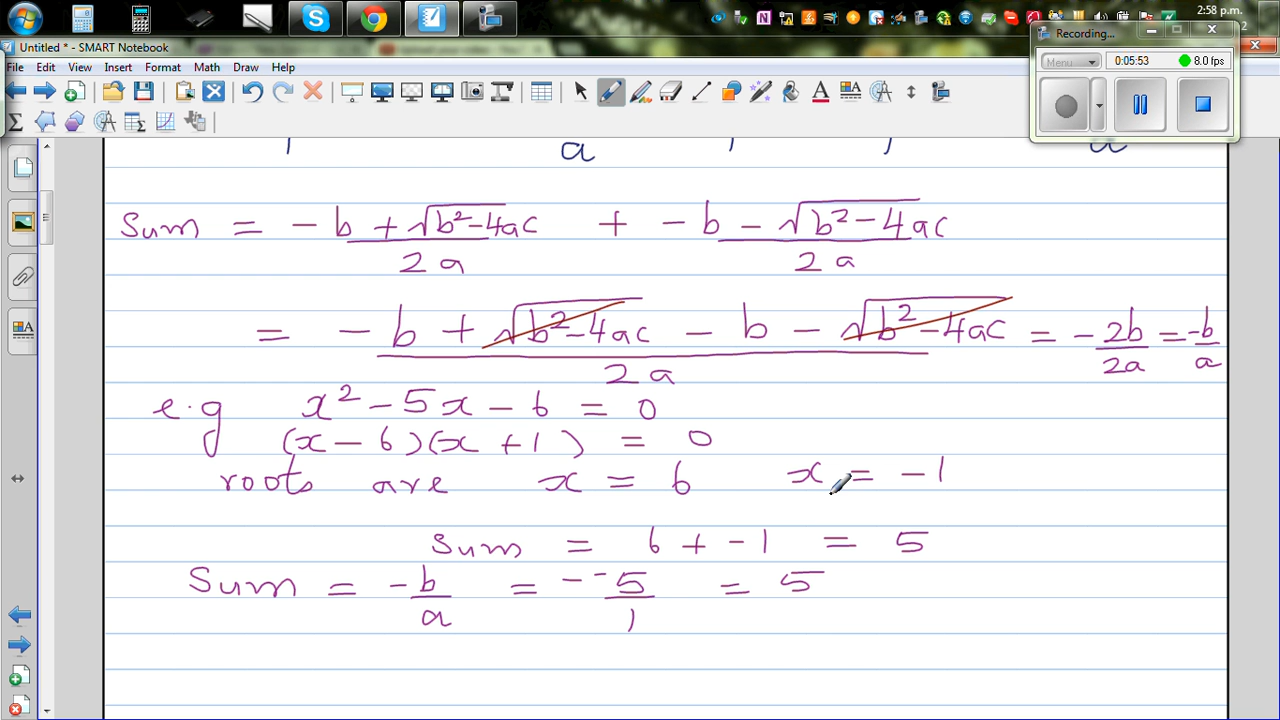 2:58 p.m.
2
Untitled * - SMART Notebook
Recording...
File Edit View Insert Format Math Draw Help
Menu 0:05:53 8.0 fps
a a
Sum = -b + √b²-4ac / 2a + -b - √b²-4ac / 2a
= -b + √b²-4ac - b - √b²-4ac / 2a = -2b/2a = -b/a
e.g x² - 5x - 6 = 0
(x - 6)(x + 1) = 0
roots are x = 6 x = -1
Sum = 6 + -1 = 5
Sum = -b/a = --5/1 = 5